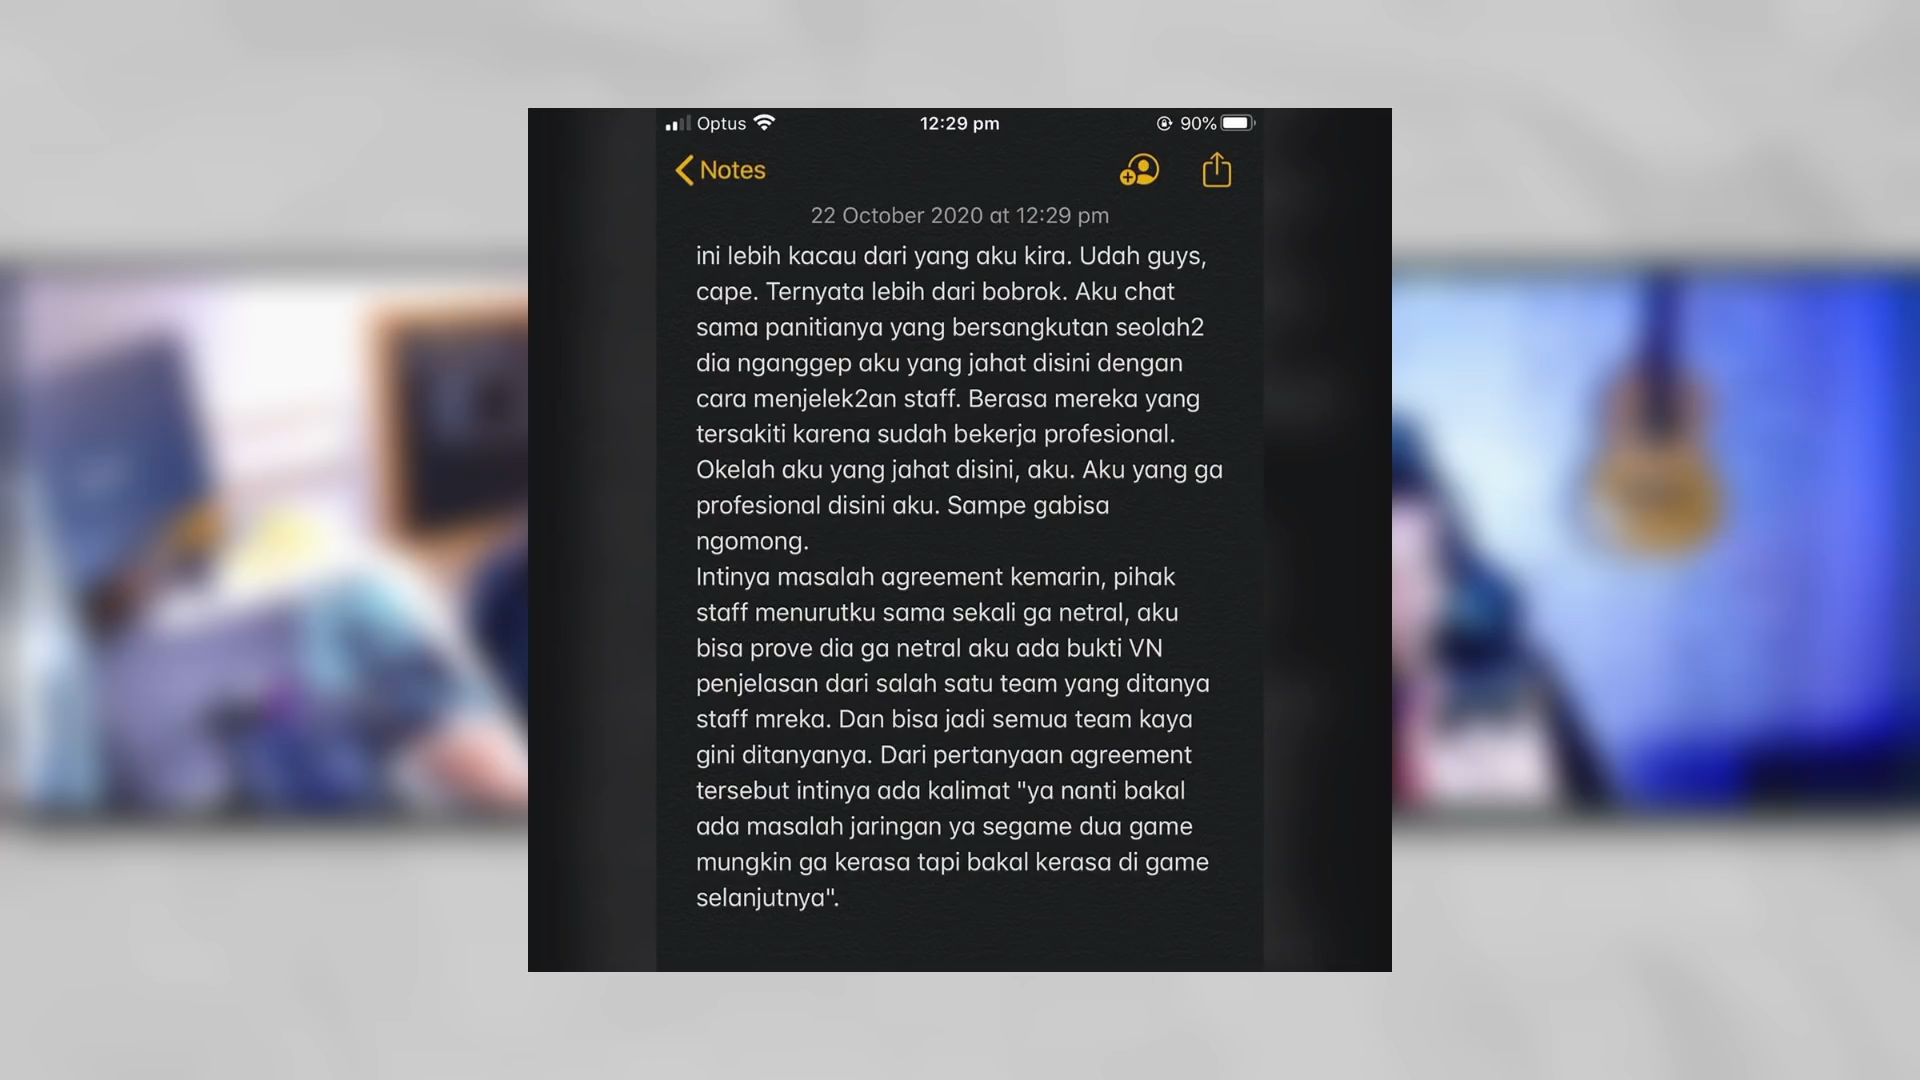 Optus 12:29 pm 90%
Notes
22 October 2020 at 12:29 pm
ini lebih kacau dari yang aku kira. Udah guys,
cape. Ternyata lebih dari bobrok. Aku chat
sama panitianya yang bersangkutan seolah2
dia nganggep aku yang jahat disini dengan
cara menjelek2an staff. Berasa mereka yang
tersakiti karena sudah bekerja profesional.
Okelah aku yang jahat disini, aku. Aku yang ga
profesional disini aku. Sampe gabisa
ngomong.
Intinya masalah agreement kemarin, pihak
staff menurutku sama sekali ga netral, aku
bisa prove dia ga netral aku ada bukti VN
penjelasan dari salah satu team yang ditanya
staff mreka. Dan bisa jadi semua team kaya
gini ditanyanya. Dari pertanyaan agreement
tersebut intinya ada kalimat "ya nanti bakal
ada masalah jaringan ya segame dua game
mungkin ga kerasa tapi bakal kerasa di game
selanjutnya".